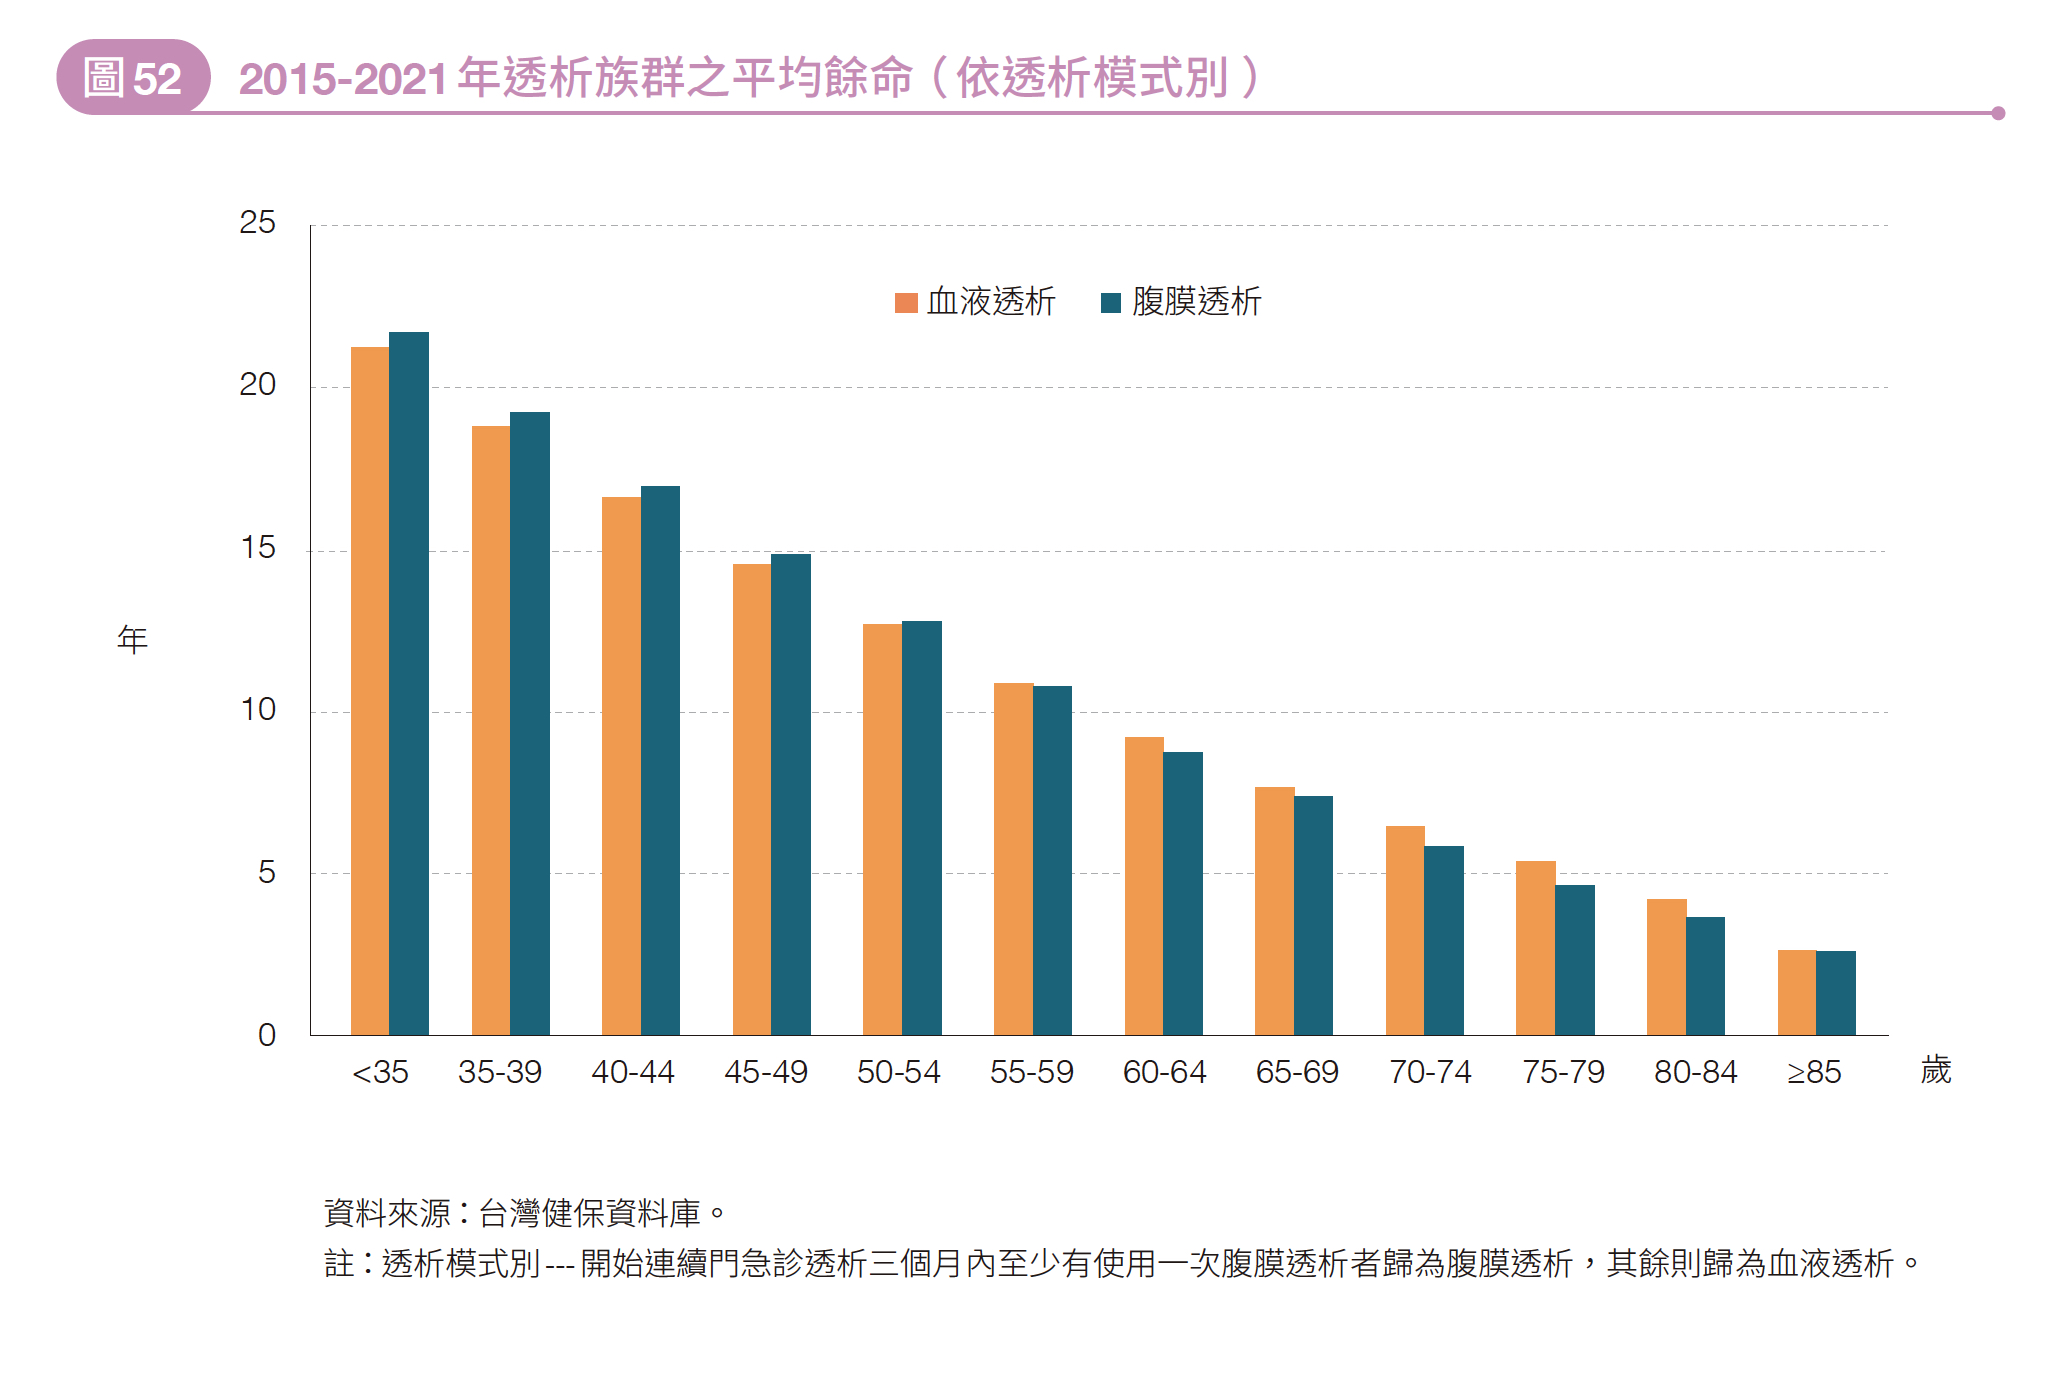 圖 52 2015-2021 年透析族群之平均餘命（依透析模式別）
25
血液透析 腹膜透析
20
15
年
10
5
0
<35 35-39 40-44 45-49 50-54 55-59 60-64 65-69 70-74 75-79 80-84 ≥85 歲
資料來源：台灣健保資料庫。
註：透析模式別 --- 開始連續門急診透析三個月內至少有使用一次腹膜透析者歸為腹膜透析，其餘則歸為血液透析。